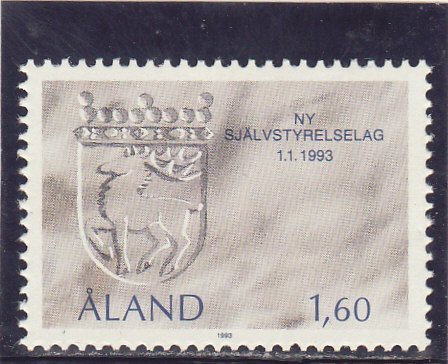 NY
SJÄLVSTYRELSELAG
1.1.1993
ÅLAND 1,60
1993